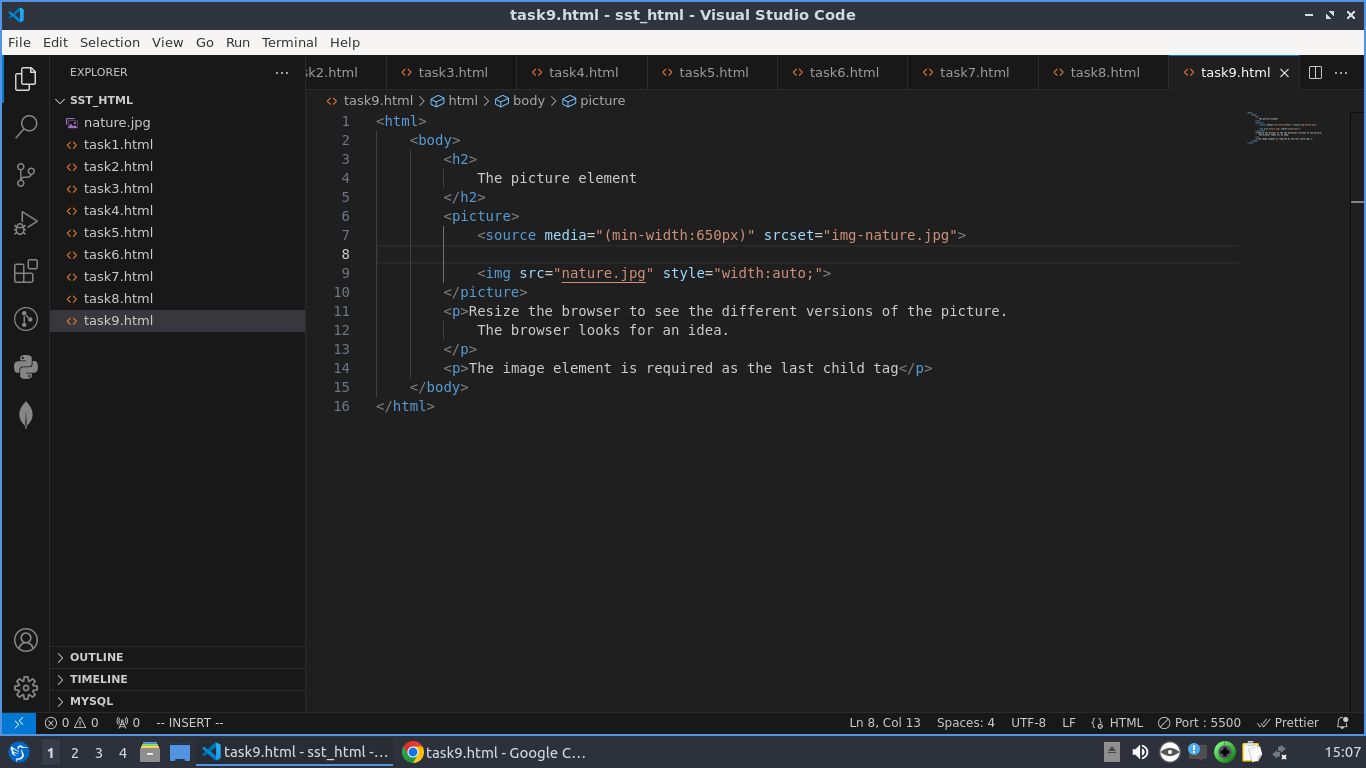 task9.html - sst_html - Visual Studio Code
File Edit Selection View Go Run Terminal Help
EXPLORER
SST_HTML
nature.jpg
task1.html
task2.html
task3.html
task4.html
task5.html
task6.html
task7.html
task8.html
task9.html
OUTLINE
TIMELINE
MYSQL
sk2.html task3.html task4.html task5.html task6.html task7.html task8.html task9.html
task9.html > html > body > picture
1 <html>
2 <body>
3 <h2>
4 The picture element
5 </h2>
6 <picture>
7 <source media="(min-width:650px)" srcset="img-nature.jpg">
8
9 <img src="nature.jpg" style="width:auto;">
10 </picture>
11 <p>Resize the browser to see the different versions of the picture.
12 The browser looks for an idea.
13 </p>
14 <p>The image element is required as the last child tag</p>
15 </body>
16 </html>
0 0 0 -- INSERT -- Ln 8, Col 13 Spaces: 4 UTF-8 LF HTML Port : 5500 Prettier
1 2 3 4 task9.html - sst_html -... task9.html - Google C... 15:07